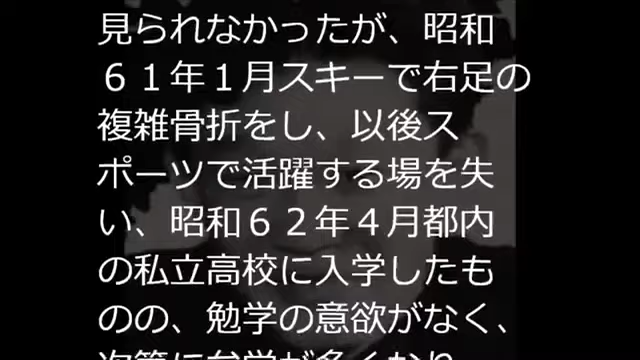 見られなかったが、昭和
６１年１月スキーで右足の
複雑骨折をし、以後ス
ポーツで活躍する場を失
い、昭和６２年４月都内
の私立高校に入学したも
のの、勉学の意欲がなく、